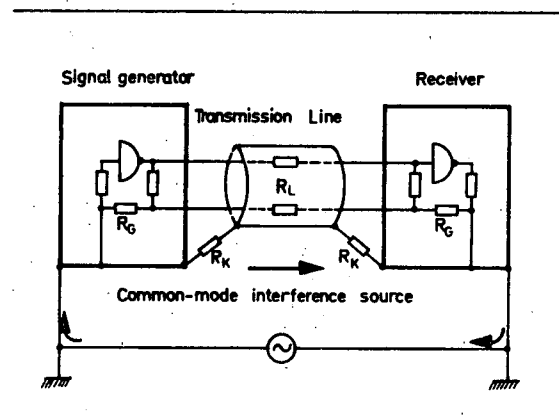 Signal generator
Receiver
Transmission Line
R_L
R_G
R_G
R_K
R_K
Common-mode interference source